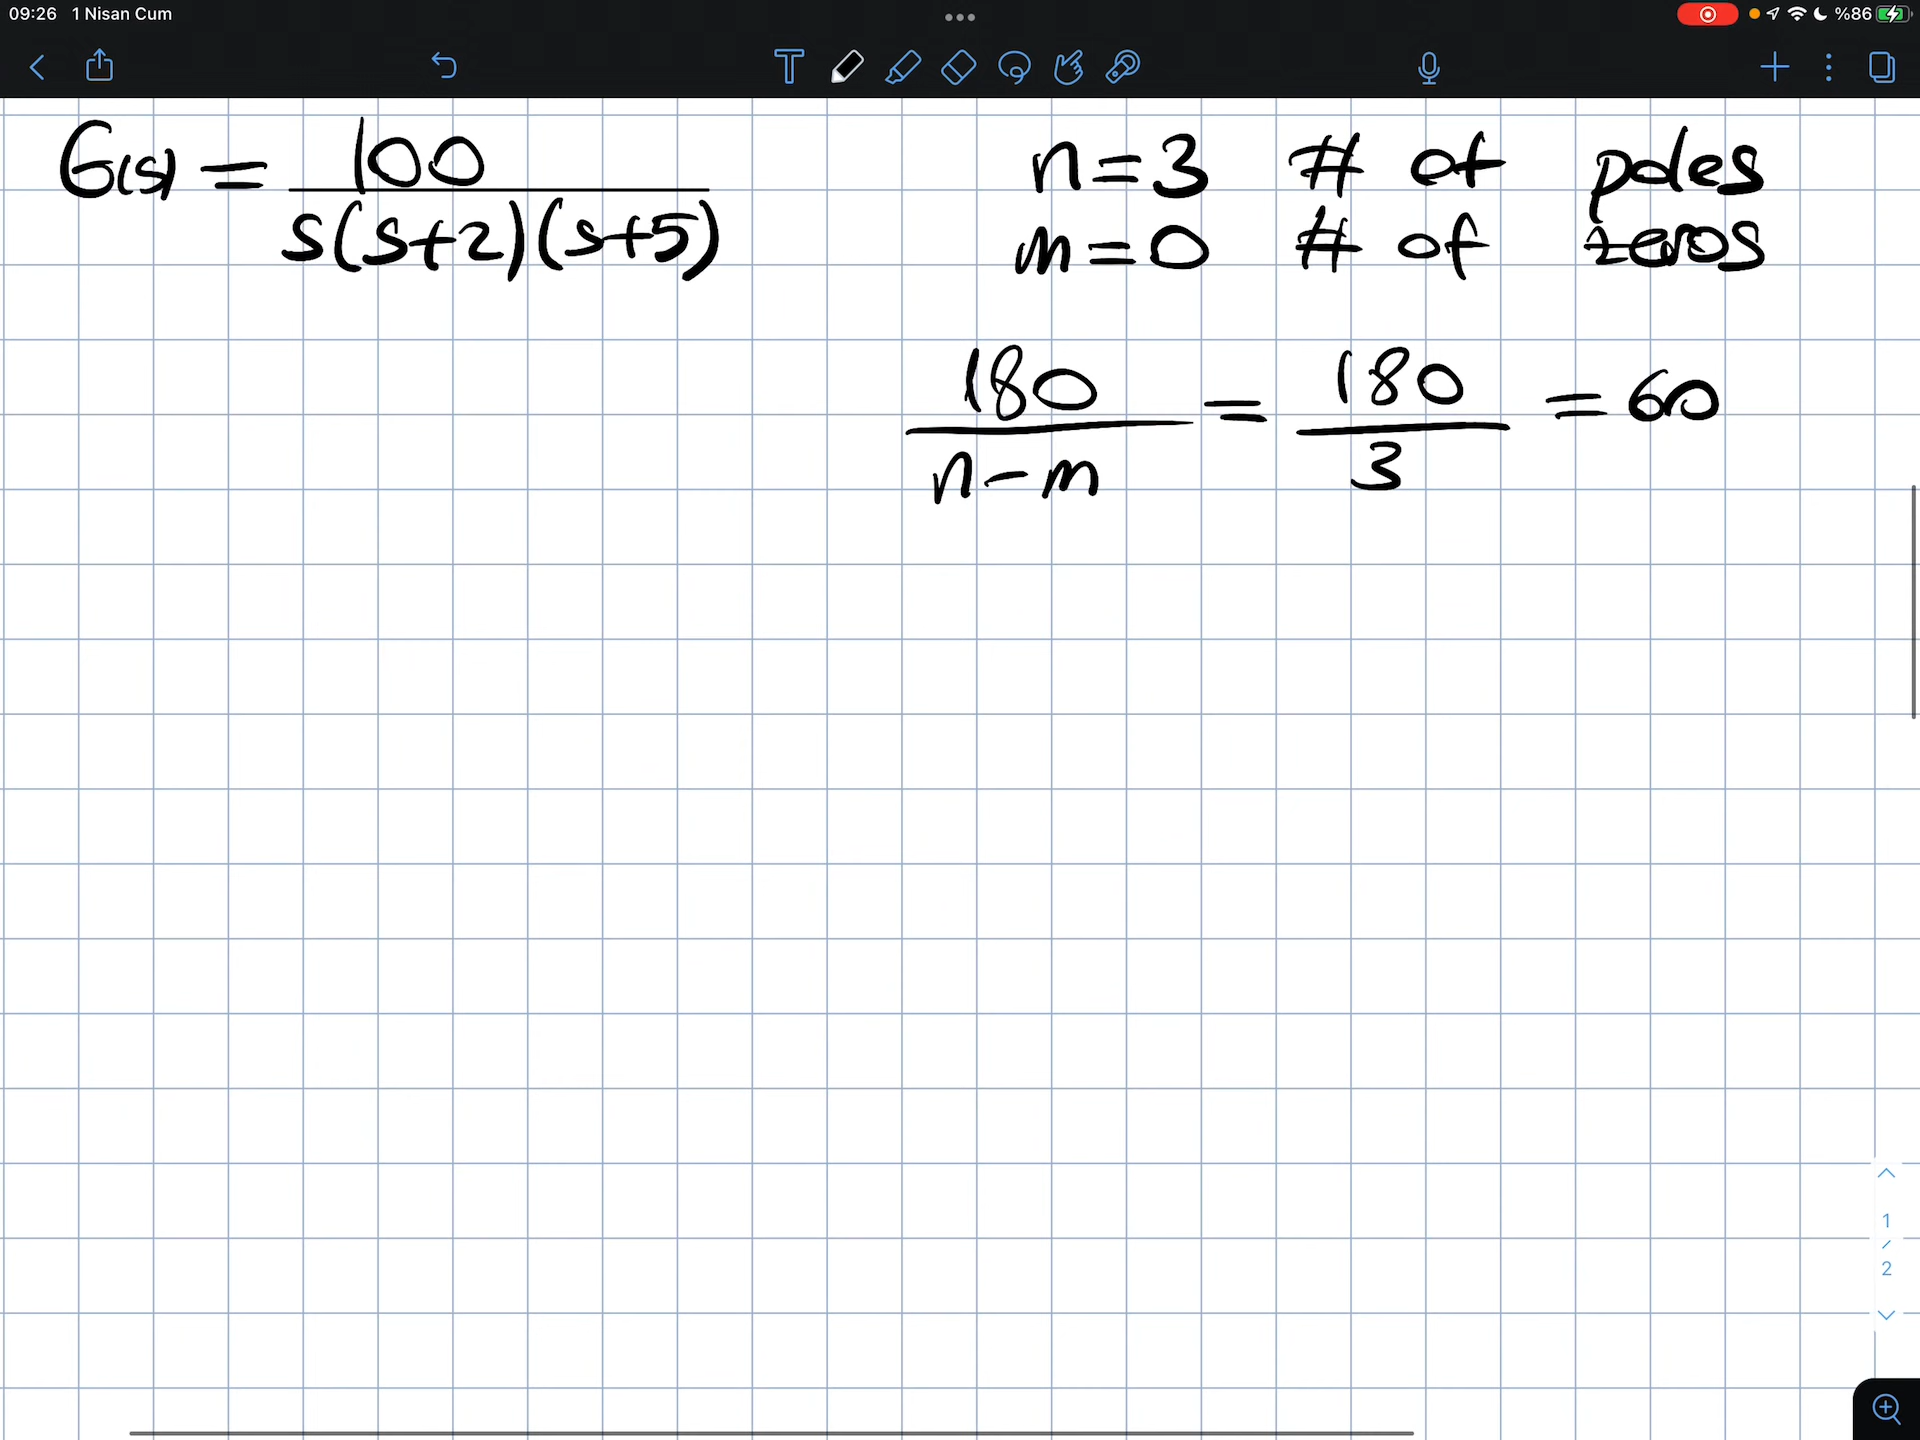 09:26 1 Nisan Cum
%86
G(s) = 100 / s(s+2)(s+5)
n=3 # of poles
m=0 # of zeros
180 / n-m = 180 / 3 = 60
1
/
2